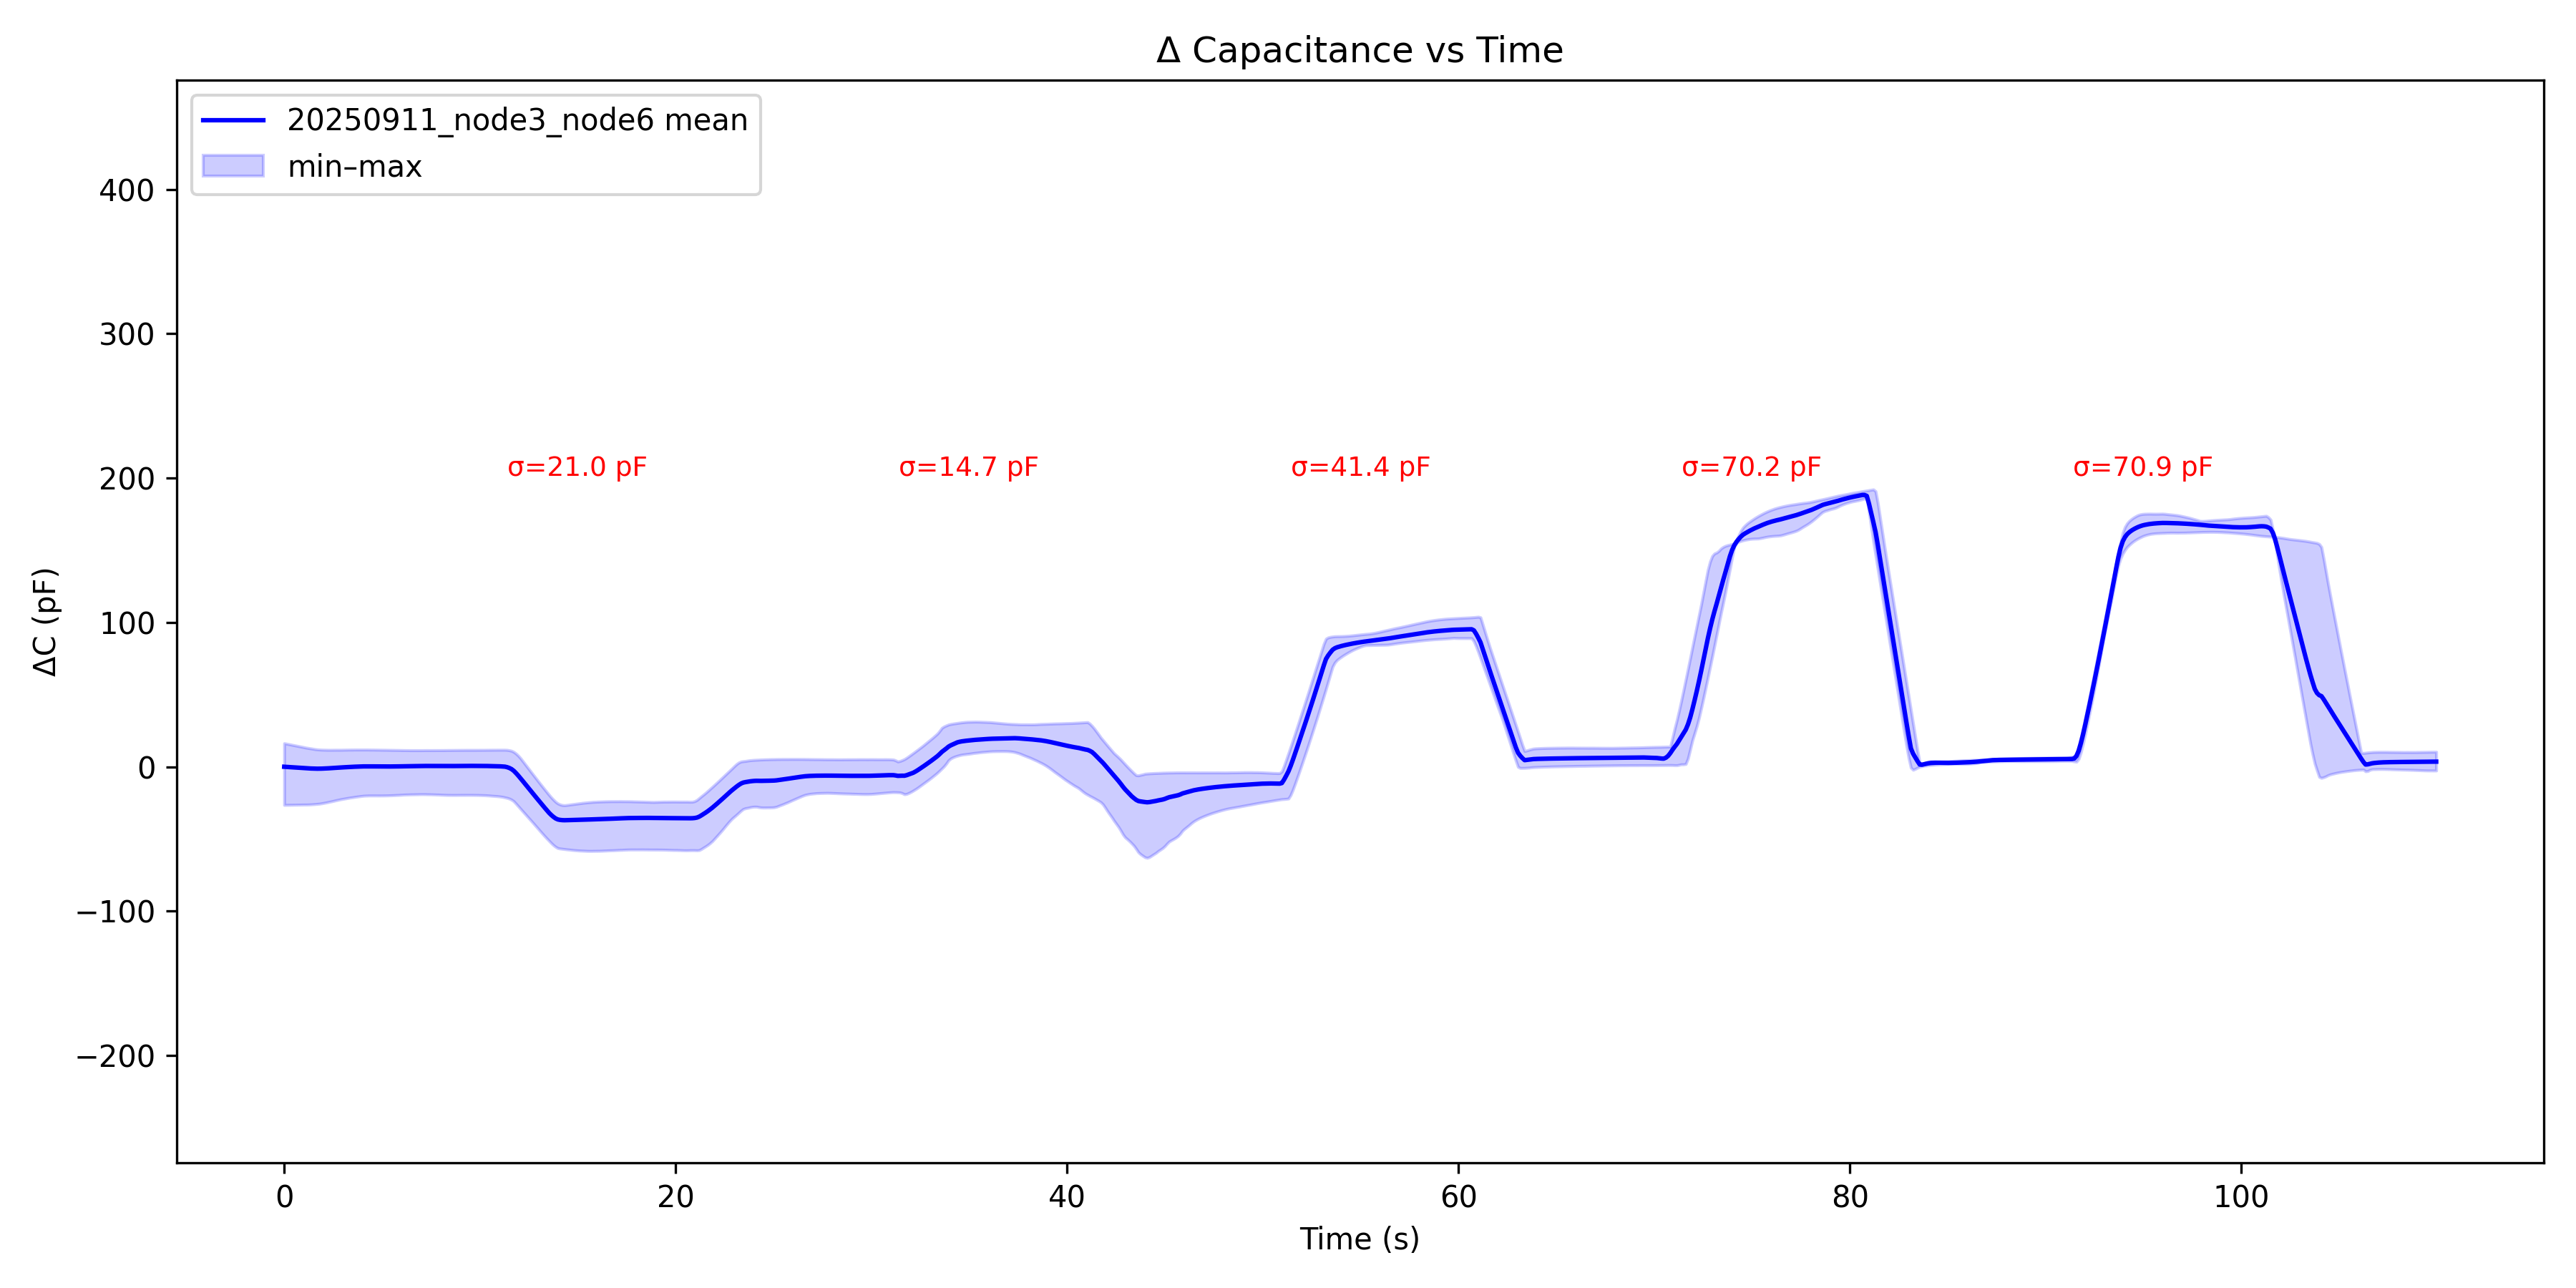 Δ Capacitance vs Time
20250911_node3_node6 mean
min–max
400
300
200
100
0
−100
−200
ΔC (pF)
σ=21.0 pF
σ=14.7 pF
σ=41.4 pF
σ=70.2 pF
σ=70.9 pF
0 20 40 60 80 100
Time (s)